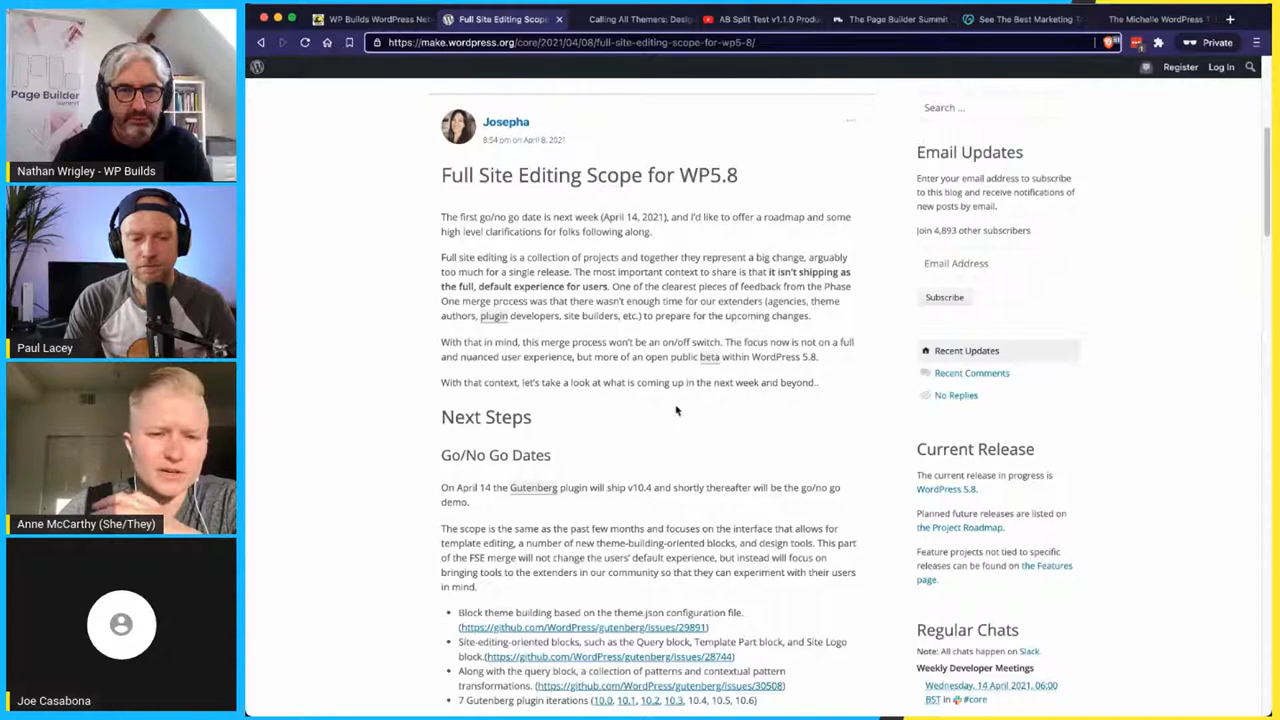 Page Builder
Summit
Nathan Wrigley - WP Builds
Paul Lacey
Anne McCarthy (She/They)
Joe Casabona
WP Builds WordPress Net
Full Site Editing Scope
Calling All Themers: Desig
AB Split Test v1.1.0 Produ
The Page Builder Summit
See The Best Marketing T
The Michelle WordPress T
https://make.wordpress.org/core/2021/04/08/full-site-editing-scope-for-wp5-8/
Private
Register
Log In
Josepha
8:54 pm on April 8, 2021
Full Site Editing Scope for WP5.8
The first go/no go date is next week (April 14, 2021), and I'd like to offer a roadmap and some
high level clarifications for folks following along.
Full site editing is a collection of projects and together they represent a big change, arguably
too much for a single release. The most important context to share is that it isn't shipping as
the full, default experience for users. One of the clearest pieces of feedback from the Phase
One merge process was that there wasn't enough time for our extenders (agencies, theme
authors, plugin developers, site builders, etc.) to prepare for the upcoming changes.
With that in mind, this merge process won't be an on/off switch. The focus now is not on a full
and nuanced user experience, but more of an open public beta within WordPress 5.8.
With that context, let's take a look at what is coming up in the next week and beyond..
Next Steps
Go/No Go Dates
On April 14 the Gutenberg plugin will ship v10.4 and shortly thereafter will be the go/no go
demo.
The scope is the same as the past few months and focuses on the interface that allows for
template editing, a number of new theme-building-oriented blocks, and design tools. This part
of the FSE merge will not change the users' default experience, but instead will focus on
bringing tools to the extenders in our community so that they can experiment with their users
in mind.
• Block theme building based on the theme.json configuration file.
(https://github.com/WordPress/gutenberg/issues/29891)
• Site-editing-oriented blocks, such as the Query block, Template Part block, and Site Logo
block.(https://github.com/WordPress/gutenberg/issues/28744)
• Along with the query block, a collection of patterns and contextual pattern
transformations. (https://github.com/WordPress/gutenberg/issues/30508)
• 7 Gutenberg plugin iterations (10.0, 10.1, 10.2, 10.3, 10.4, 10.5, 10.6)
Search ...
Email Updates
Enter your email address to subscribe
to this blog and receive notifications of
new posts by email.
Join 4,893 other subscribers
Email Address
Subscribe
Recent Updates
Recent Comments
No Replies
Current Release
The current release in progress is
WordPress 5.8.
Planned future releases are listed on
the Project Roadmap.
Feature projects not tied to specific
releases can be found on the Features
page.
Regular Chats
Note: All chats happen on Slack.
Weekly Developer Meetings
Wednesday, 14 April 2021, 06:00
BST in #core